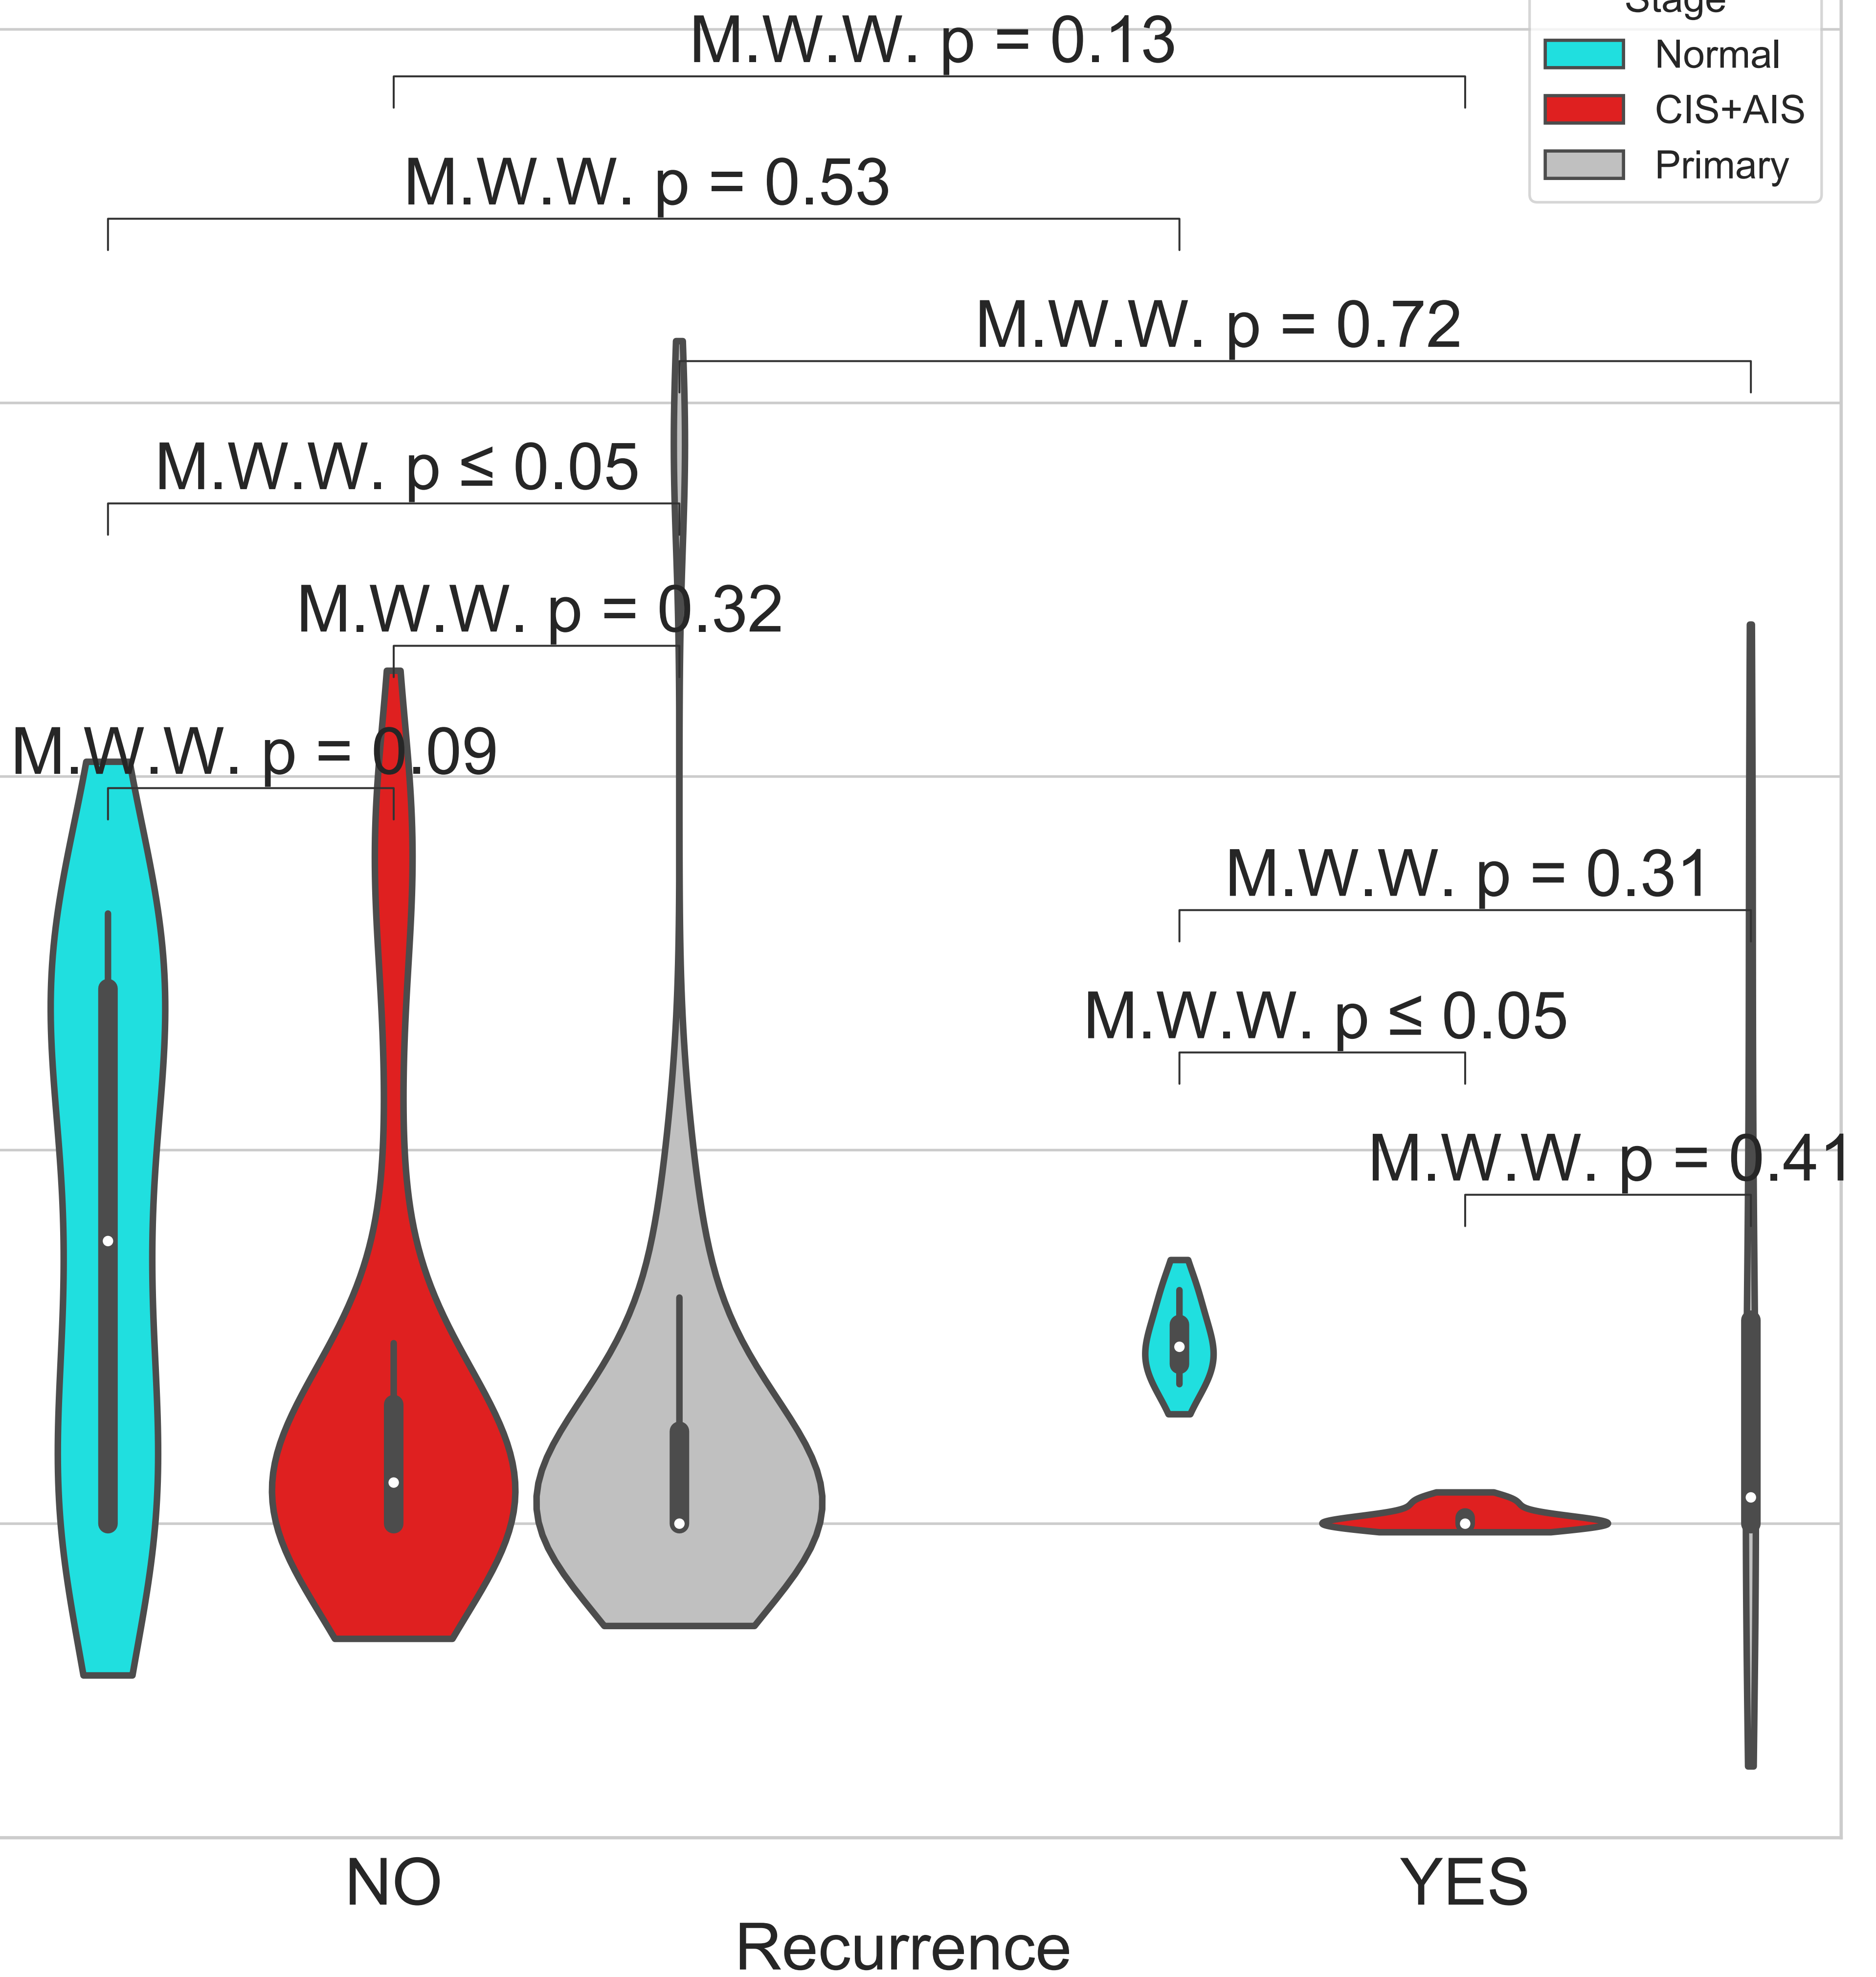 Stage
Normal
CIS+AIS
Primary
M.W.W. p = 0.13
M.W.W. p = 0.53
M.W.W. p = 0.72
M.W.W. p ≤ 0.05
M.W.W. p = 0.32
M.W.W. p = 0.09
M.W.W. p = 0.31
M.W.W. p ≤ 0.05
M.W.W. p = 0.41
NO
YES
Recurrence